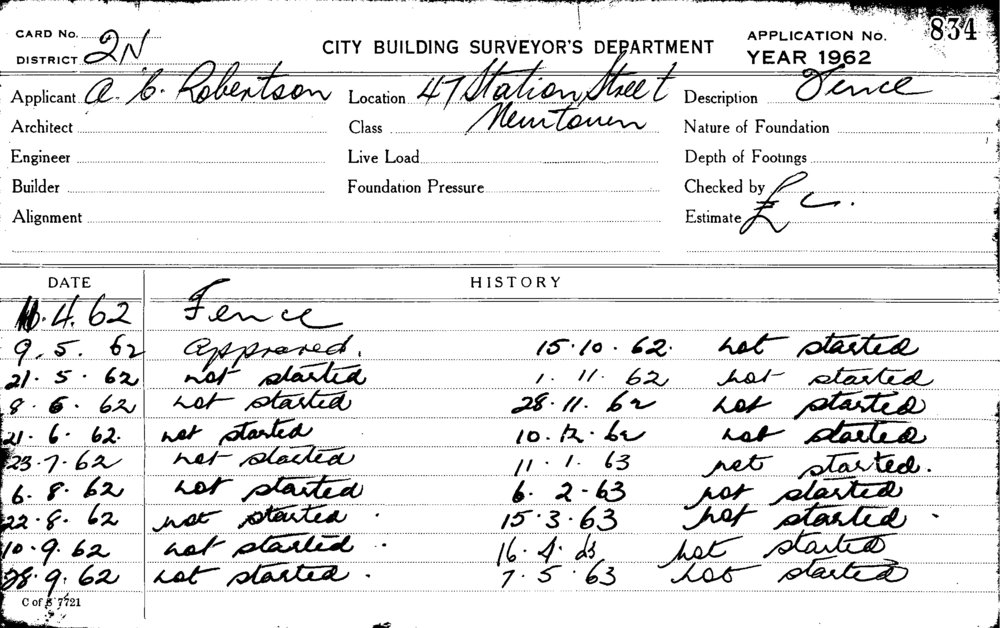 CARD No. 2N CITY BUILDING SURVEYOR'S DEPARTMENT APPLICATION No. 834
DISTRICT YEAR 1962
Applicant A. C. Robertson Location 47 Station Street Description Fence
Architect Class Newtown Nature of Foundation
Engineer Live Load Depth of Footings
Builder Foundation Pressure Checked by
Alignment Estimate £
DATE HISTORY
16.4.62 Fence
9.5.62 approved. 15.10.62. not started
21.5.62 not started 1.11.62 not started
8.6.62 not started 28.11.62 not started
21.6.62. not started 10.12.62 not started
23.7.62 not started 11.1.63 not started.
6.8.62 not started 6.2-63 not started
22.8.62 not started 15.3.63 not started
10.9.62 not started 16.4.63 not started
28.9.62 not started. 7.5.63 not started
C of S 7721